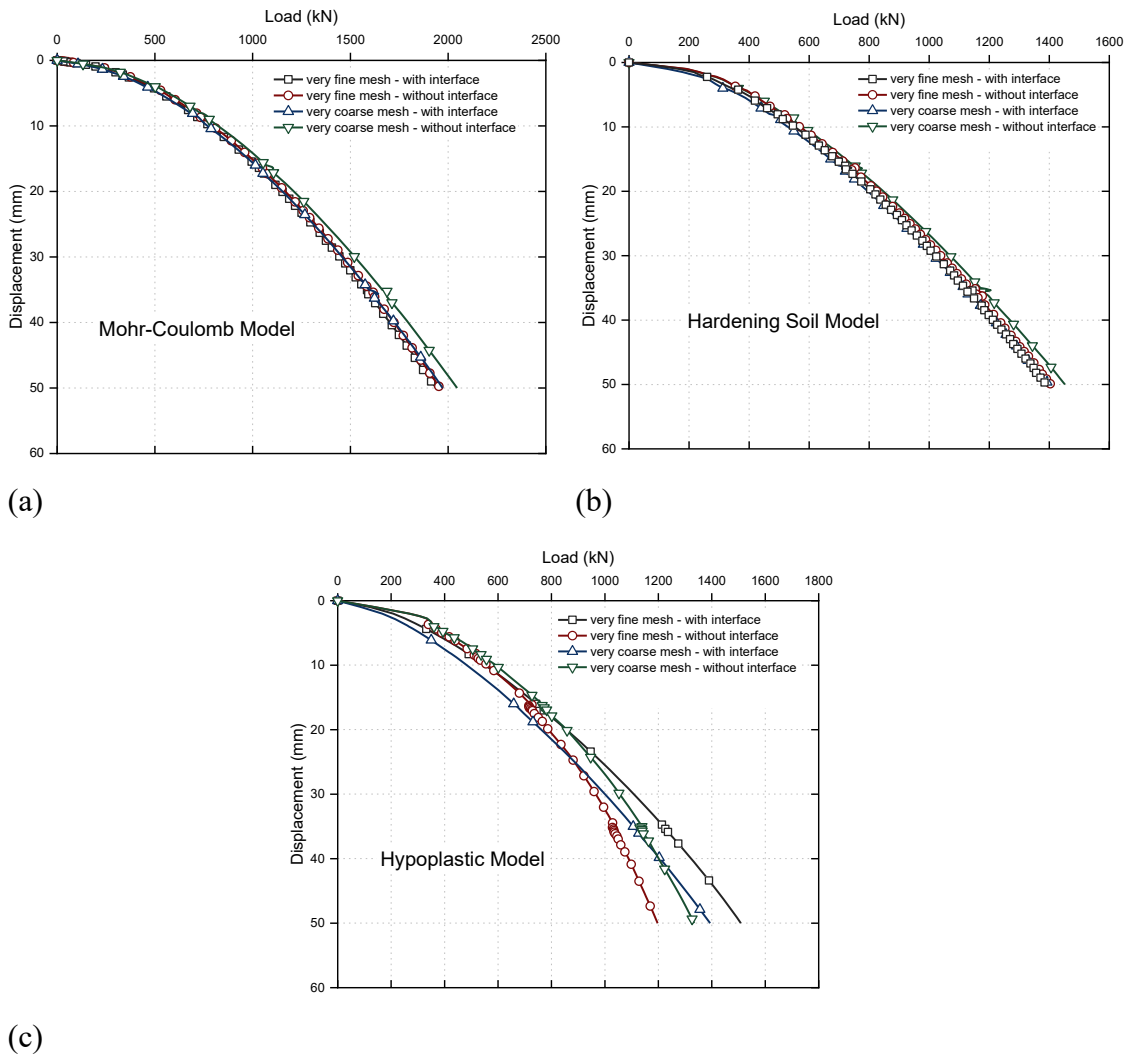 Load (kN)
0 500 1000 1500 2000 2500
0
10
20
30
40
50
60
Displacement (mm)
very fine mesh - with interface
very fine mesh - without interface
very coarse mesh - with interface
very coarse mesh - without interface
Mohr-Coulomb Model
(a)
Load (kN)
0 200 400 600 800 1000 1200 1400 1600
0
10
20
30
40
50
60
Displacement (mm)
very fine mesh - with interface
very fine mesh - without interface
very coarse mesh - with interface
very coarse mesh - without interface
Hardening Soil Model
(b)
Load (kN)
0 200 400 600 800 1000 1200 1400 1600 1800
0
10
20
30
40
50
60
Displacement (mm)
very fine mesh - with interface
very fine mesh - without interface
very coarse mesh - with interface
very coarse mesh - without interface
Hypoplastic Model
(c)